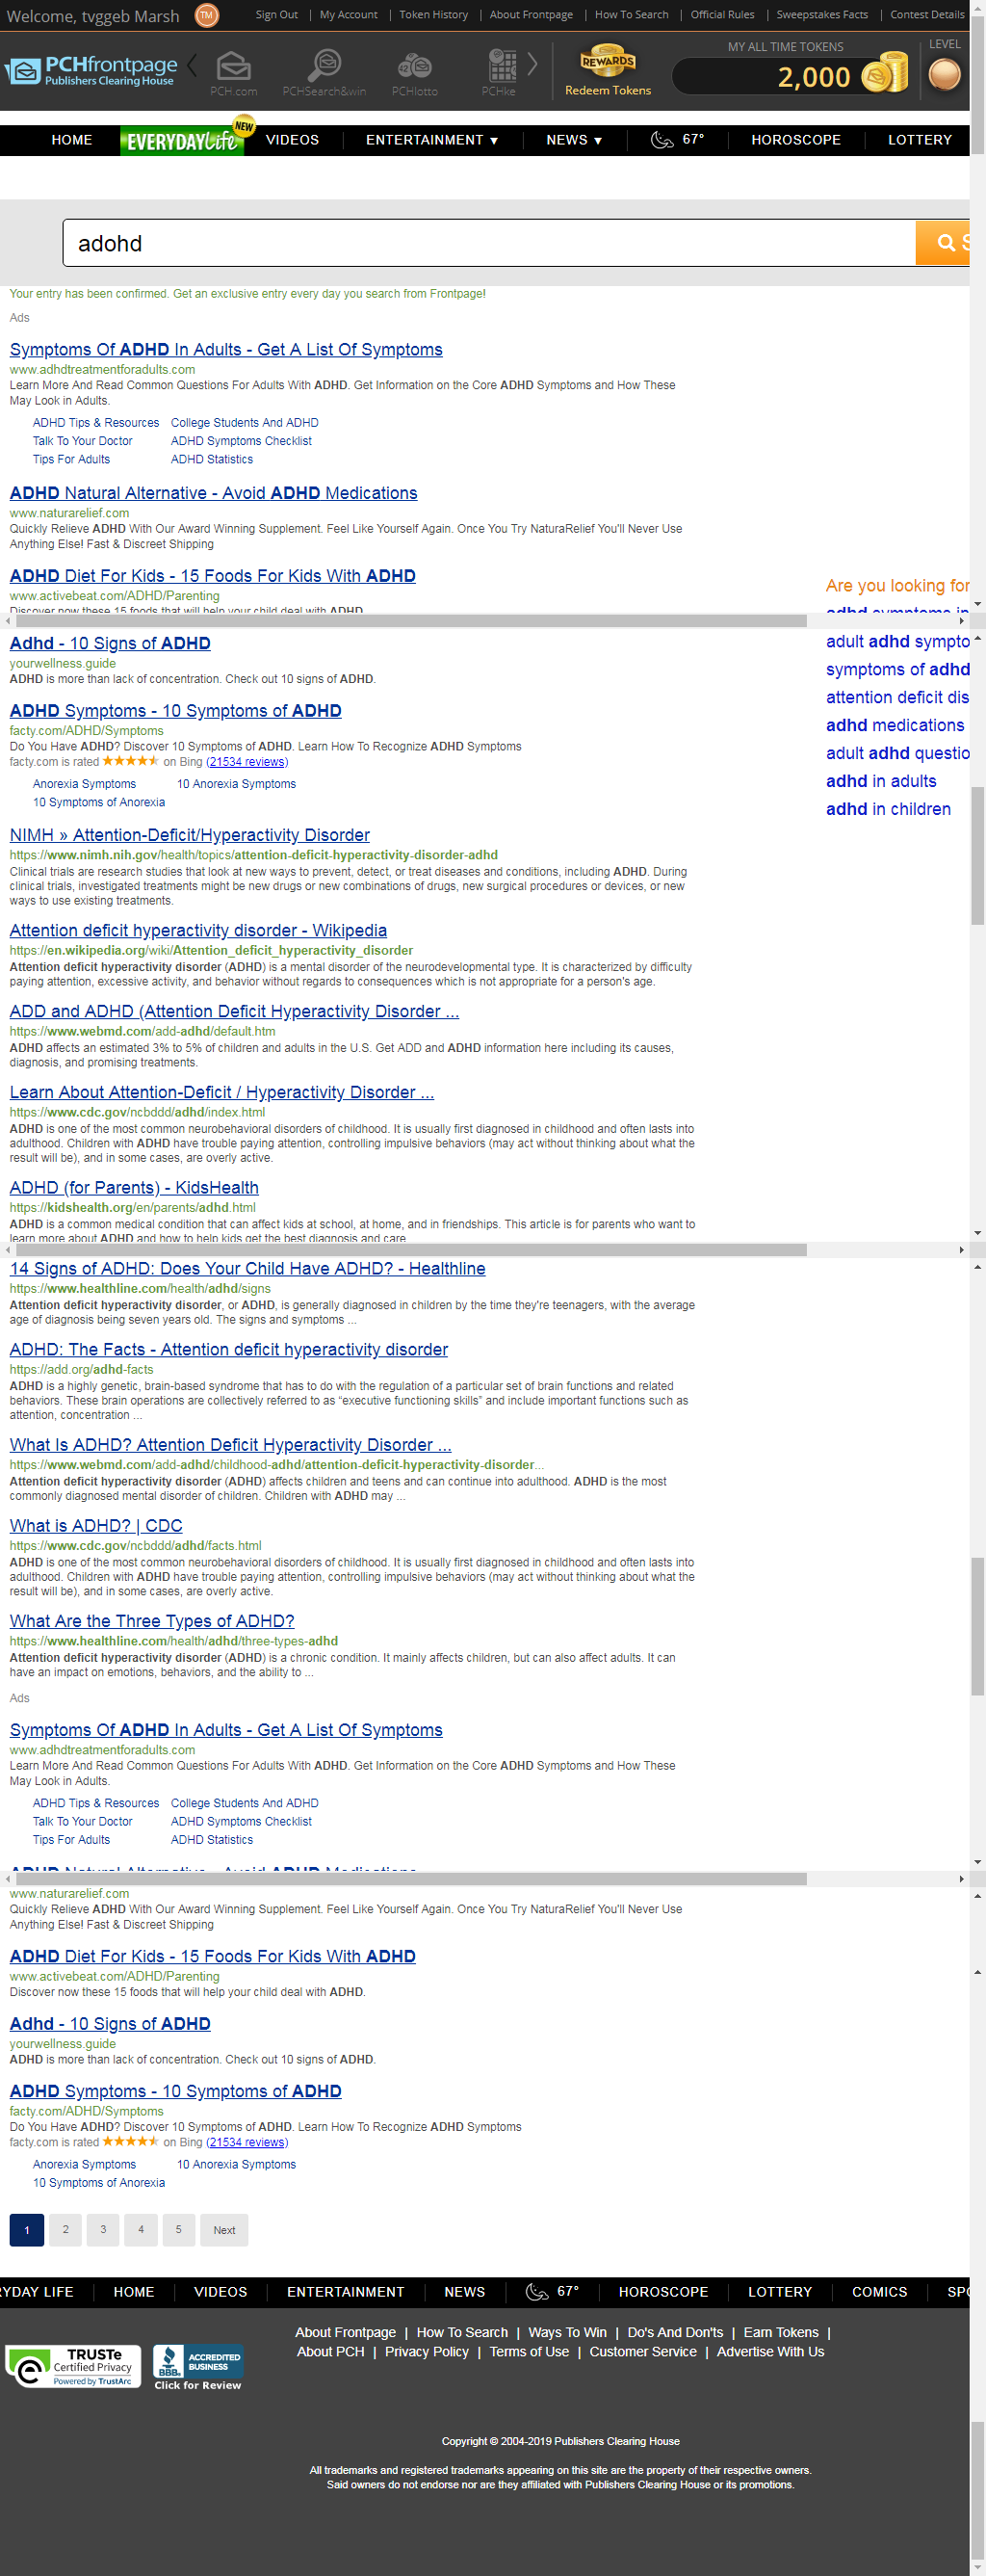 Welcome, tvggeb Marsh TM Sign Out | My Account | Token History | About Frontpage | How To Search | Official Rules | Sweepstakes Facts | Contest Details
PCHfrontpage
Publishers Clearing House
PCH.com PCHSearch&win PCHlotto PCHke
REWARDS
Redeem Tokens
MY ALL TIME TOKENS
2,000
LEVEL
HOME EVERYDAY Life NEW VIDEOS ENTERTAINMENT ▼ NEWS ▼ 67° HOROSCOPE LOTTERY
adohd
S
Your entry has been confirmed. Get an exclusive entry every day you search from Frontpage!
Ads
Symptoms Of ADHD In Adults - Get A List Of Symptoms
www.adhdtreatmentforadults.com
Learn More And Read Common Questions For Adults With ADHD. Get Information on the Core ADHD Symptoms and How These
May Look in Adults.
ADHD Tips & Resources College Students And ADHD
Talk To Your Doctor ADHD Symptoms Checklist
Tips For Adults ADHD Statistics
ADHD Natural Alternative - Avoid ADHD Medications
www.naturarelief.com
Quickly Relieve ADHD With Our Award Winning Supplement. Feel Like Yourself Again. Once You Try NaturaRelief You'll Never Use
Anything Else! Fast & Discreet Shipping
ADHD Diet For Kids - 15 Foods For Kids With ADHD
www.activebeat.com/ADHD/Parenting
Discover now these 15 foods that will help your child deal with ADHD.
Are you looking for
adhd symptoms in
adult adhd sympto
symptoms of adhd
attention deficit dis
adhd medications
adult adhd questio
adhd in adults
adhd in children
Adhd - 10 Signs of ADHD
yourwellness.guide
ADHD is more than lack of concentration. Check out 10 signs of ADHD.
ADHD Symptoms - 10 Symptoms of ADHD
facty.com/ADHD/Symptoms
Do You Have ADHD? Discover 10 Symptoms of ADHD. Learn How To Recognize ADHD Symptoms
facty.com is rated ★★★★⯨ on Bing (21534 reviews)
Anorexia Symptoms 10 Anorexia Symptoms
10 Symptoms of Anorexia
NIMH » Attention-Deficit/Hyperactivity Disorder
https://www.nimh.nih.gov/health/topics/attention-deficit-hyperactivity-disorder-adhd
Clinical trials are research studies that look at new ways to prevent, detect, or treat diseases and conditions, including ADHD. During
clinical trials, investigated treatments might be new drugs or new combinations of drugs, new surgical procedures or devices, or new
ways to use existing treatments.
Attention deficit hyperactivity disorder - Wikipedia
https://en.wikipedia.org/wiki/Attention_deficit_hyperactivity_disorder
Attention deficit hyperactivity disorder (ADHD) is a mental disorder of the neurodevelopmental type. It is characterized by difficulty
paying attention, excessive activity, and behavior without regards to consequences which is not appropriate for a person's age.
ADD and ADHD (Attention Deficit Hyperactivity Disorder ...
https://www.webmd.com/add-adhd/default.htm
ADHD affects an estimated 3% to 5% of children and adults in the U.S. Get ADD and ADHD information here including its causes,
diagnosis, and promising treatments.
Learn About Attention-Deficit / Hyperactivity Disorder ...
https://www.cdc.gov/ncbddd/adhd/index.html
ADHD is one of the most common neurobehavioral disorders of childhood. It is usually first diagnosed in childhood and often lasts into
adulthood. Children with ADHD have trouble paying attention, controlling impulsive behaviors (may act without thinking about what the
result will be), and in some cases, are overly active.
ADHD (for Parents) - KidsHealth
https://kidshealth.org/en/parents/adhd.html
ADHD is a common medical condition that can affect kids at school, at home, and in friendships. This article is for parents who want to
learn more about ADHD and how to help kids get the best diagnosis and care.
14 Signs of ADHD: Does Your Child Have ADHD? - Healthline
https://www.healthline.com/health/adhd/signs
Attention deficit hyperactivity disorder, or ADHD, is generally diagnosed in children by the time they're teenagers, with the average
age of diagnosis being seven years old. The signs and symptoms ...
ADHD: The Facts - Attention deficit hyperactivity disorder
https://add.org/adhd-facts
ADHD is a highly genetic, brain-based syndrome that has to do with the regulation of a particular set of brain functions and related
behaviors. These brain operations are collectively referred to as “executive functioning skills” and include important functions such as
attention, concentration ...
What Is ADHD? Attention Deficit Hyperactivity Disorder ...
https://www.webmd.com/add-adhd/childhood-adhd/attention-deficit-hyperactivity-disorder...
Attention deficit hyperactivity disorder (ADHD) affects children and teens and can continue into adulthood. ADHD is the most
commonly diagnosed mental disorder of children. Children with ADHD may ...
What is ADHD? | CDC
https://www.cdc.gov/ncbddd/adhd/facts.html
ADHD is one of the most common neurobehavioral disorders of childhood. It is usually first diagnosed in childhood and often lasts into
adulthood. Children with ADHD have trouble paying attention, controlling impulsive behaviors (may act without thinking about what the
result will be), and in some cases, are overly active.
What Are the Three Types of ADHD?
https://www.healthline.com/health/adhd/three-types-adhd
Attention deficit hyperactivity disorder (ADHD) is a chronic condition. It mainly affects children, but can also affect adults. It can
have an impact on emotions, behaviors, and the ability to ...
Ads
Symptoms Of ADHD In Adults - Get A List Of Symptoms
www.adhdtreatmentforadults.com
Learn More And Read Common Questions For Adults With ADHD. Get Information on the Core ADHD Symptoms and How These
May Look in Adults.
ADHD Tips & Resources College Students And ADHD
Talk To Your Doctor ADHD Symptoms Checklist
Tips For Adults ADHD Statistics
ADHD Natural Alternative - Avoid ADHD Medications
www.naturarelief.com
Quickly Relieve ADHD With Our Award Winning Supplement. Feel Like Yourself Again. Once You Try NaturaRelief You'll Never Use
Anything Else! Fast & Discreet Shipping
ADHD Diet For Kids - 15 Foods For Kids With ADHD
www.activebeat.com/ADHD/Parenting
Discover now these 15 foods that will help your child deal with ADHD.
Adhd - 10 Signs of ADHD
yourwellness.guide
ADHD is more than lack of concentration. Check out 10 signs of ADHD.
ADHD Symptoms - 10 Symptoms of ADHD
facty.com/ADHD/Symptoms
Do You Have ADHD? Discover 10 Symptoms of ADHD. Learn How To Recognize ADHD Symptoms
facty.com is rated ★★★★⯨ on Bing (21534 reviews)
Anorexia Symptoms 10 Anorexia Symptoms
10 Symptoms of Anorexia
1 2 3 4 5 Next
RYDAY LIFE HOME VIDEOS ENTERTAINMENT NEWS 67° HOROSCOPE LOTTERY COMICS SPO
About Frontpage | How To Search | Ways To Win | Do's And Don'ts | Earn Tokens |
About PCH | Privacy Policy | Terms of Use | Customer Service | Advertise With Us
TRUSTe
Certified Privacy
Powered by TrustArc
BBB.
ACCREDITED
BUSINESS
Click for Review
Copyright © 2004-2019 Publishers Clearing House
All trademarks and registered trademarks appearing on this site are the property of their respective owners.
Said owners do not endorse nor are they affiliated with Publishers Clearing House or its promotions.